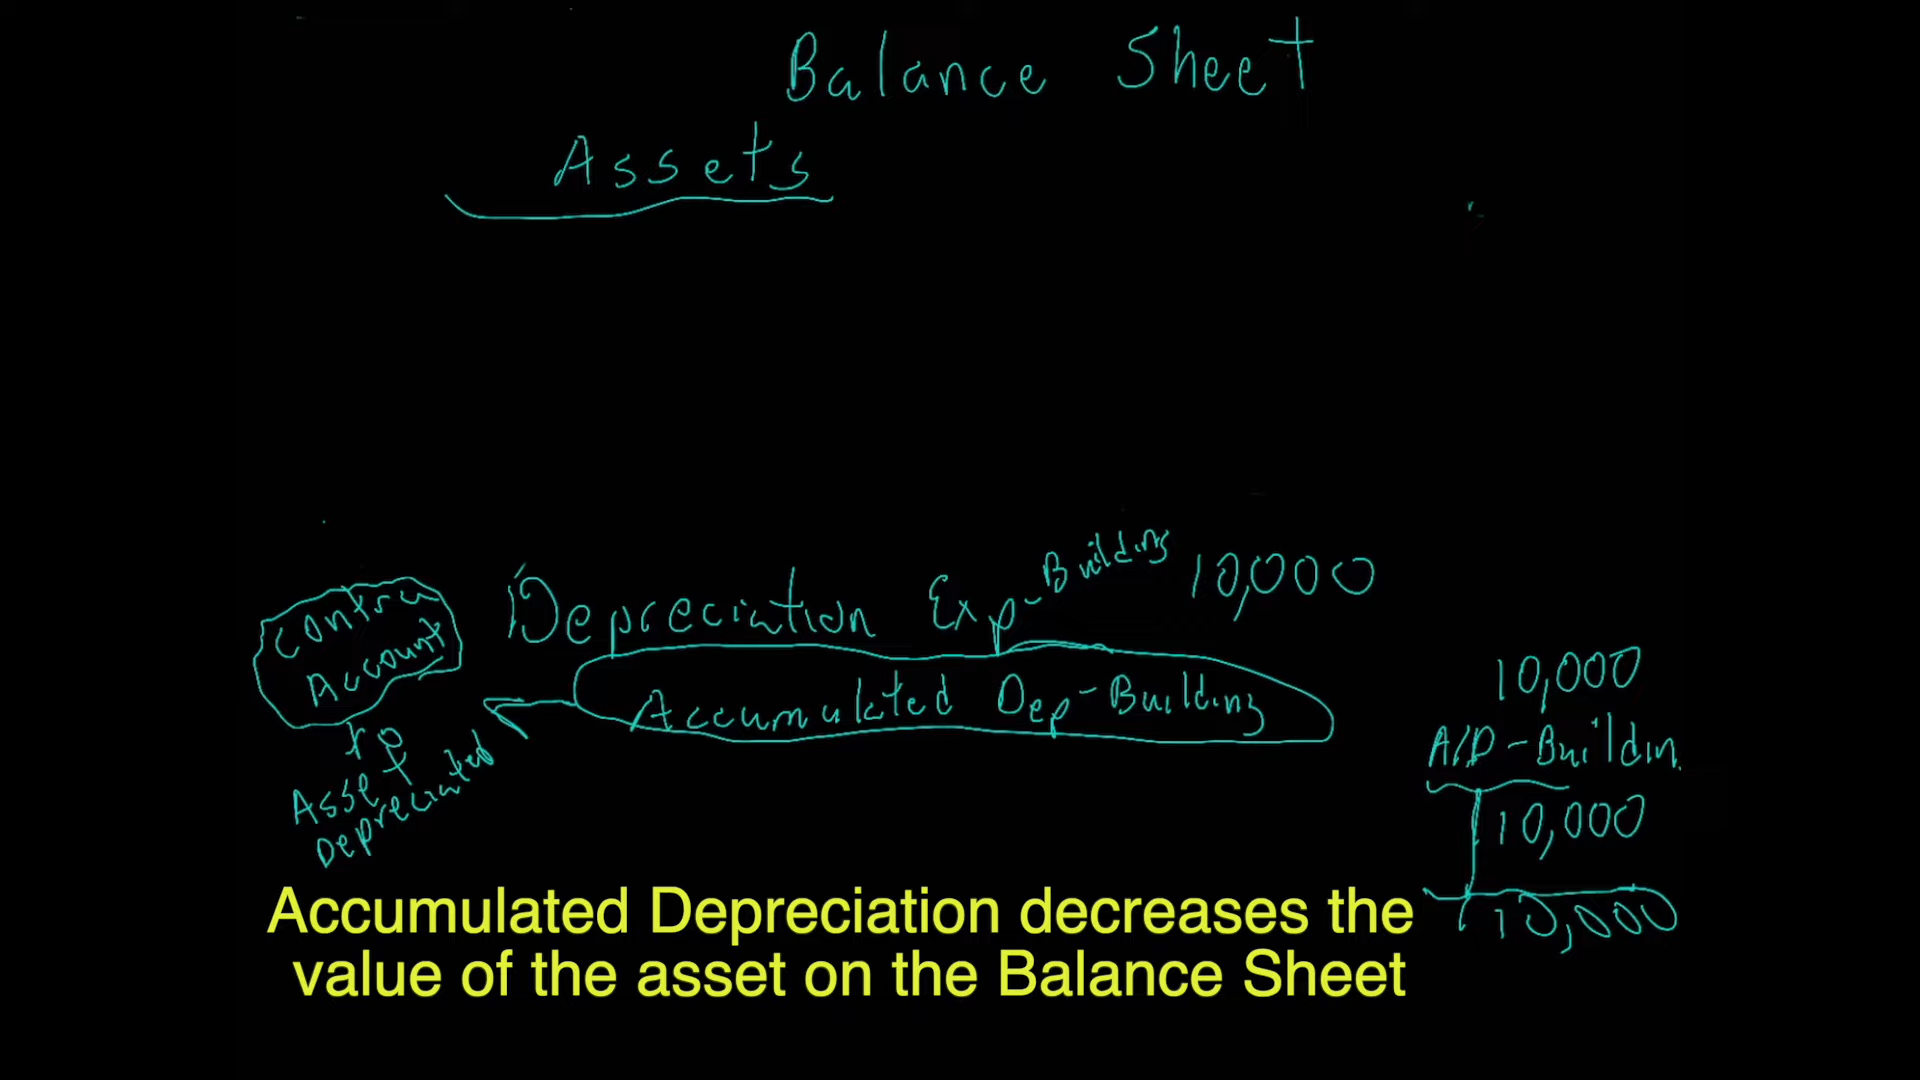 Balance Sheet
Assets
Depreciation Exp-Building 10,000
Accumulated Dep-Building
10,000
Contra
Account
to
Asset
Depreciated
A/D-Buildin
10,000
10,000
Accumulated Depreciation decreases the
value of the asset on the Balance Sheet